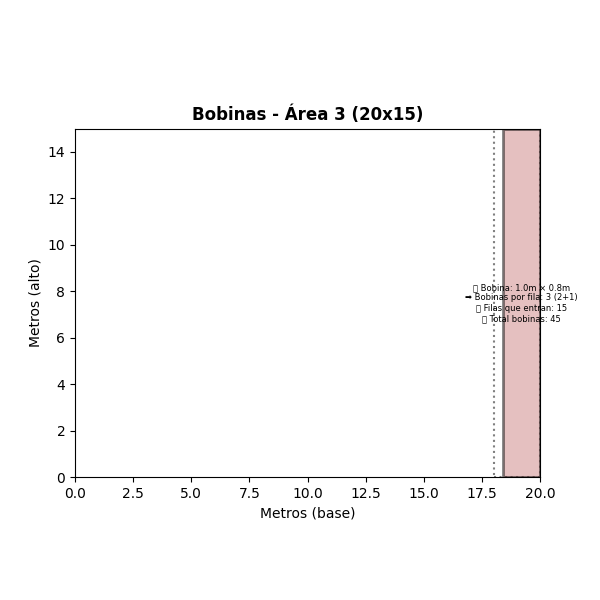 Bobinas - Área 3 (20x15)
Metros (alto)
14
12
10
8
6
4
2
0
Bobina: 1.0m × 0.8m
➡ Bobinas por fila: 3 (2+1)
Filas que entran: 15
Total bobinas: 45
0.0 2.5 5.0 7.5 10.0 12.5 15.0 17.5 20.0
Metros (base)